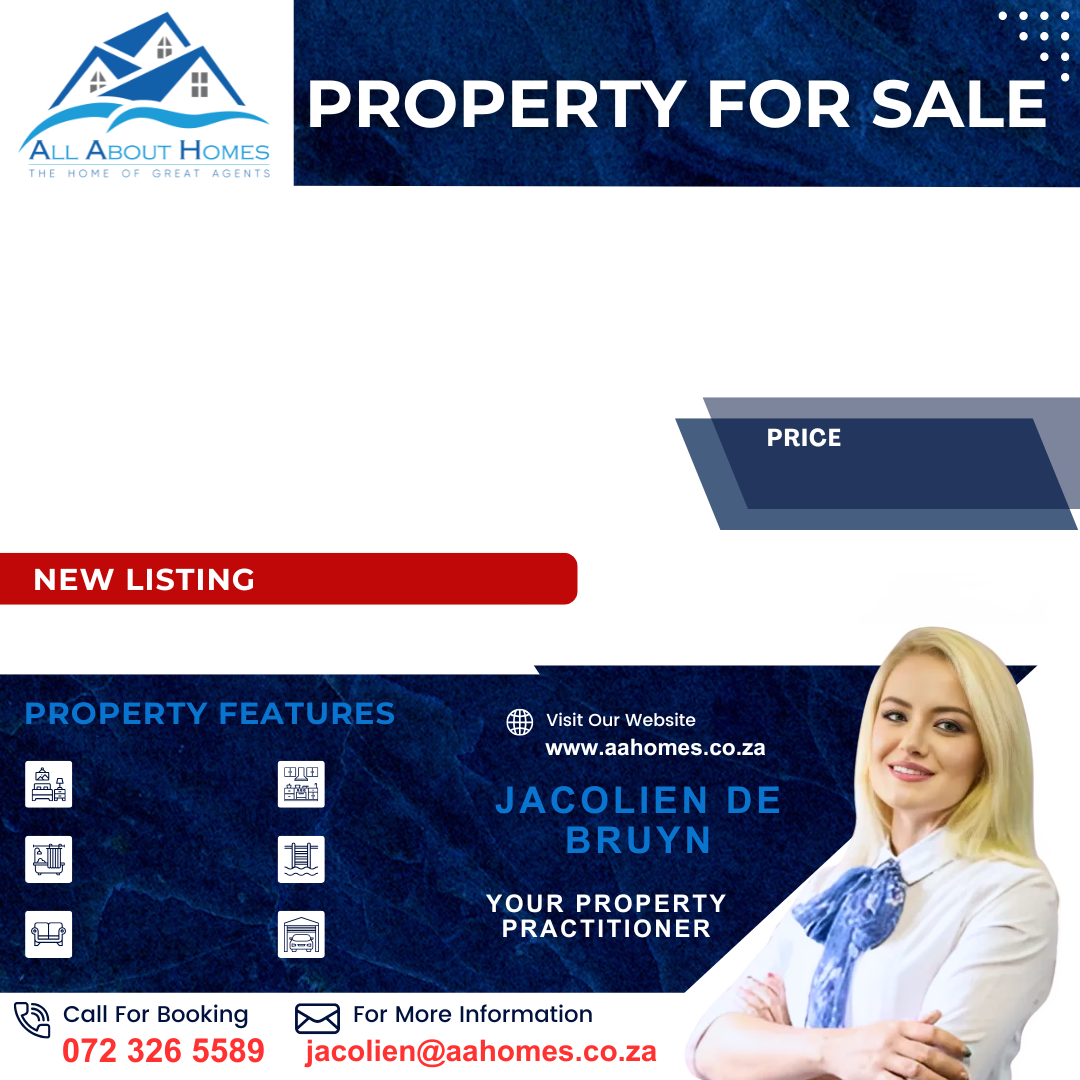 ALL ABOUT HOMES
THE HOME OF GREAT AGENTS
PROPERTY FOR SALE
PRICE
NEW LISTING
PROPERTY FEATURES
Visit Our Website
www.aahomes.co.za
JACOLIEN DE
BRUYN
YOUR PROPERTY
PRACTITIONER
Call For Booking
072 326 5589
For More Information
jacolien@aahomes.co.za